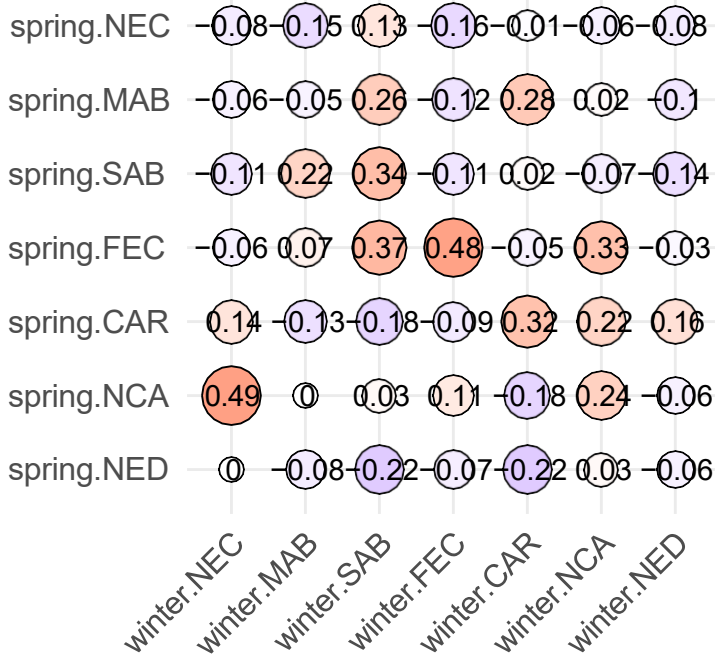 spring.NEC −0.08 −0.15 0.13 −0.16 −0.01 −0.06 −0.08
spring.MAB −0.06 −0.05 0.26 −0.12 0.28 0.02 −0.1
spring.SAB −0.11 0.22 0.34 −0.11 0.02 −0.07 −0.14
spring.FEC −0.06 0.07 0.37 0.48 −0.05 0.33 −0.03
spring.CAR 0.14 −0.13 −0.18 −0.09 0.32 0.22 0.16
spring.NCA 0.49 0 0.03 0.11 −0.18 0.24 −0.06
spring.NED 0 −0.08 −0.22 −0.07 −0.22 0.03 −0.06
winter.NEC winter.MAB winter.SAB winter.FEC winter.CAR winter.NCA winter.NED